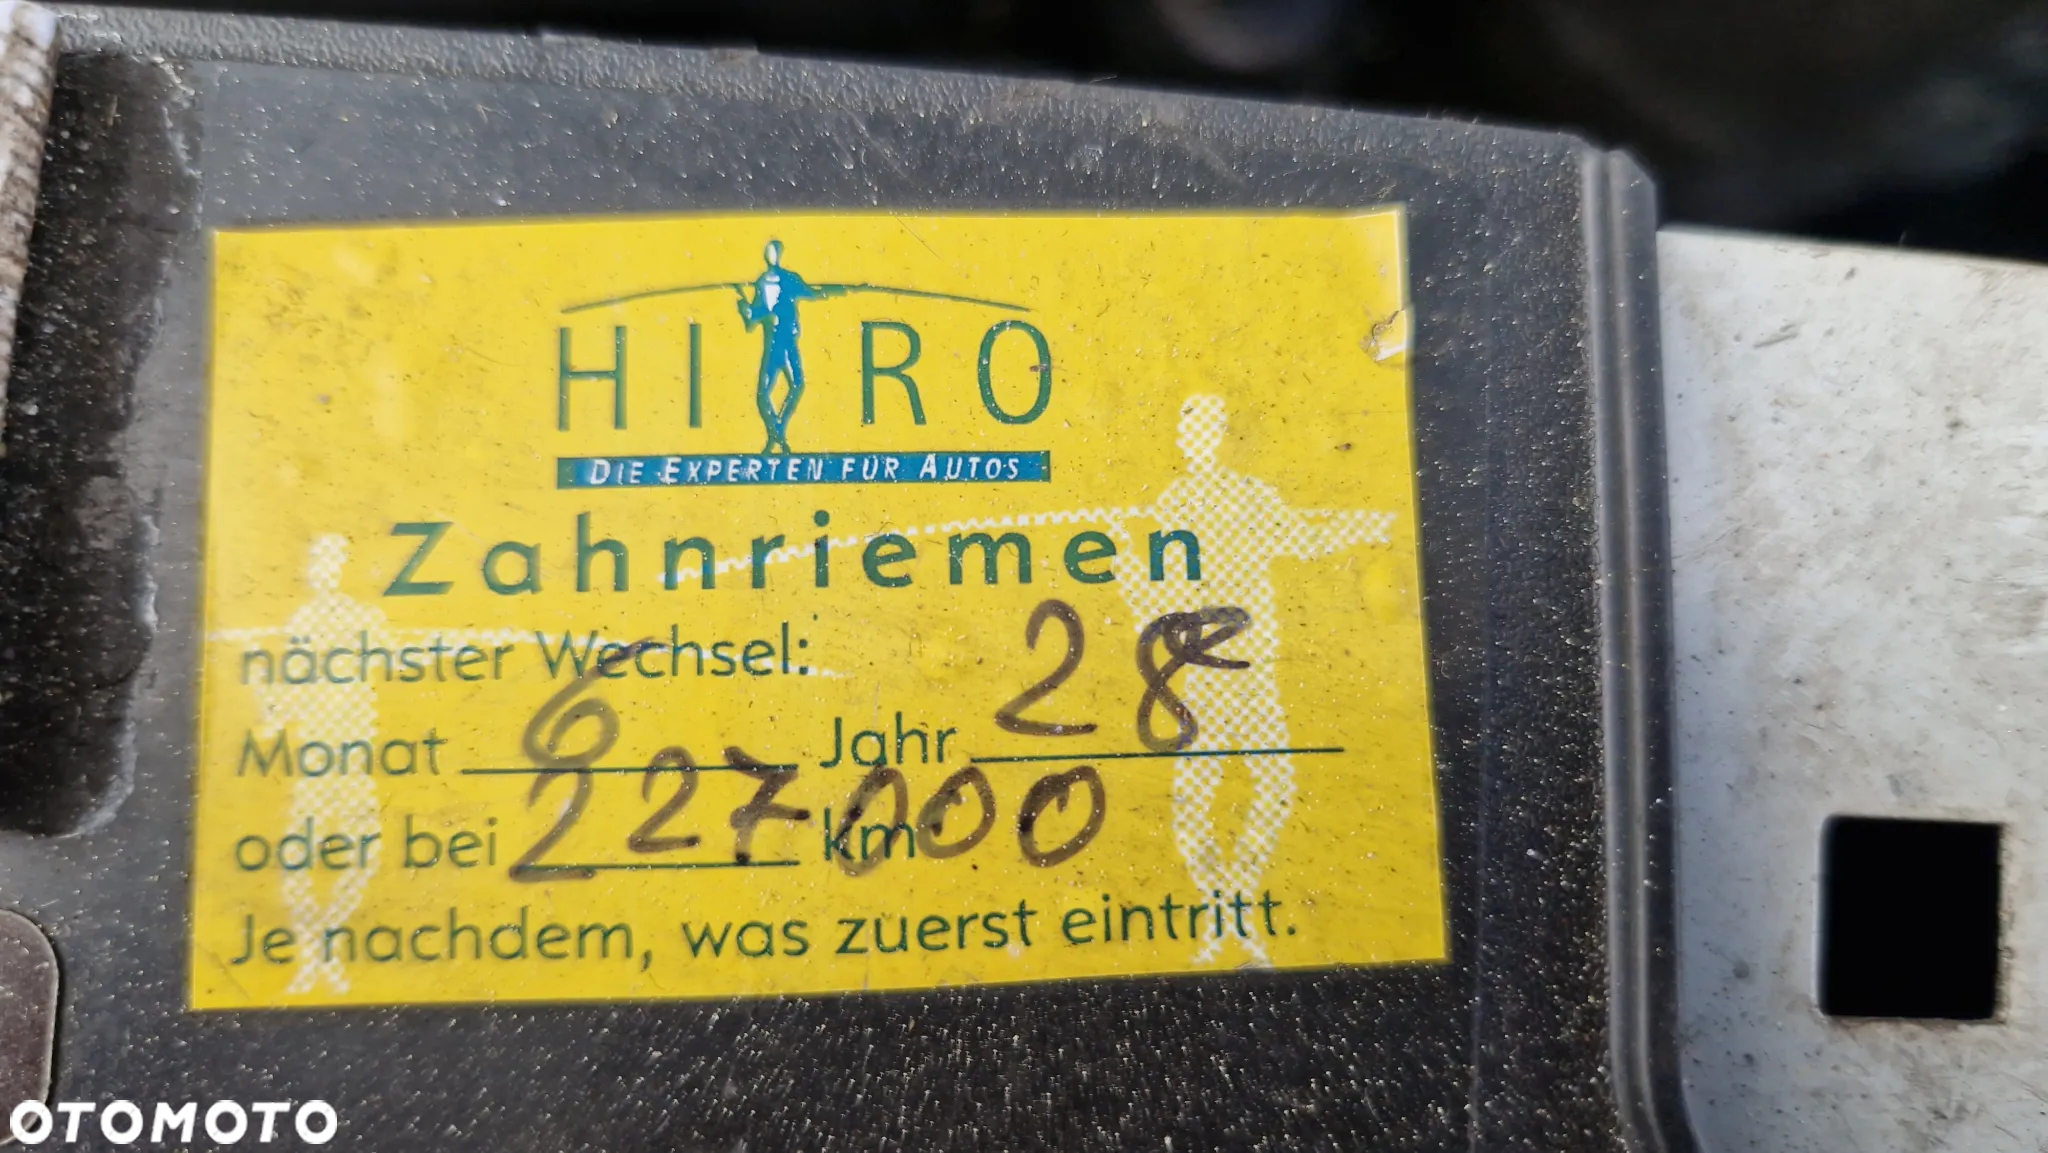 HIRO
DIE EXPERTEN FÜR AUTOS
Zahnriemen
nächster Wechsel:
Monat 6 Jahr 28
oder bei 227000 km
Je nachdem, was zuerst eintritt.
OTOMOTO